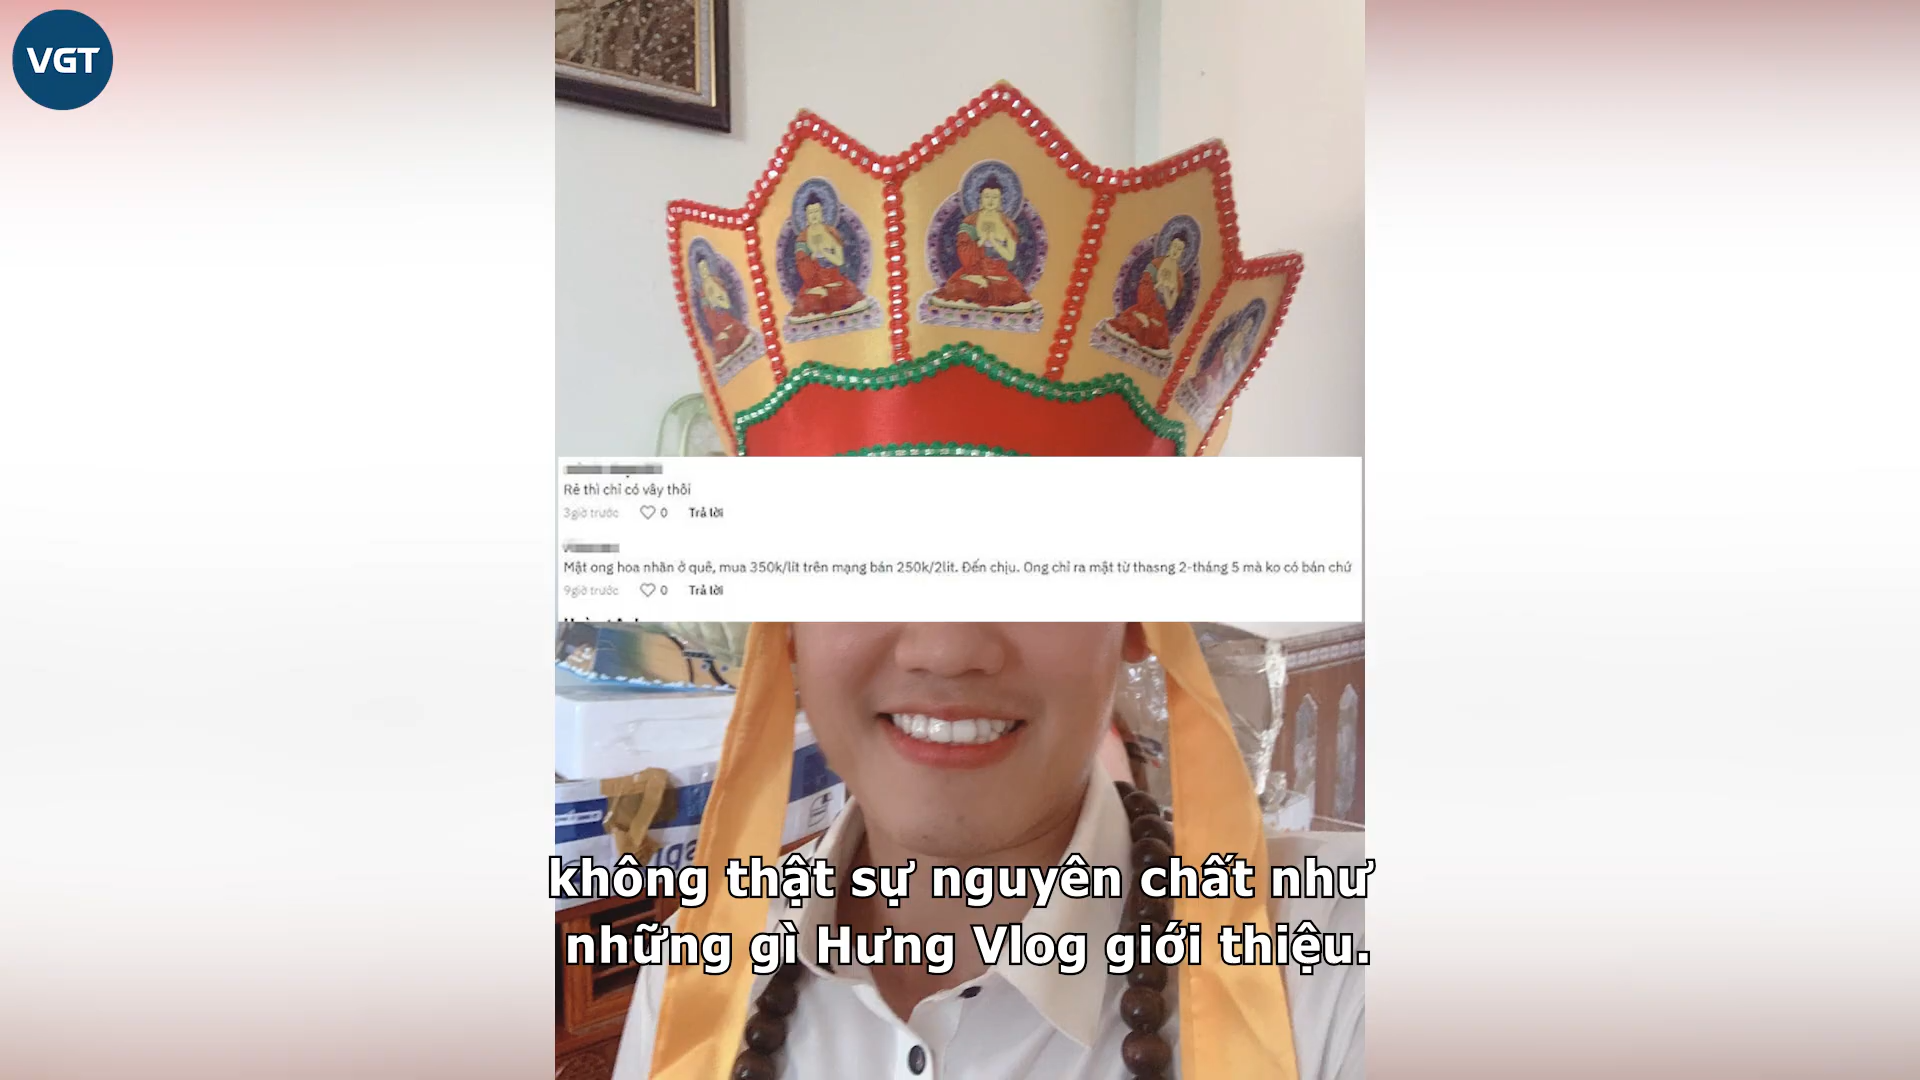 VGT
Rẻ thì chỉ có vây thôi
3giờ trước 0 Trả lời
Mật ong hoa nhãn ở quê, mua 350k/lít trên mạng bán 250k/2lit. Đến chịu. Ong chỉ ra mật từ thasng 2-tháng 5 mà ko có bán chứ
9giờ trước 0 Trả lời
không thật sự nguyên chất như
những gì Hưng Vlog giới thiệu.